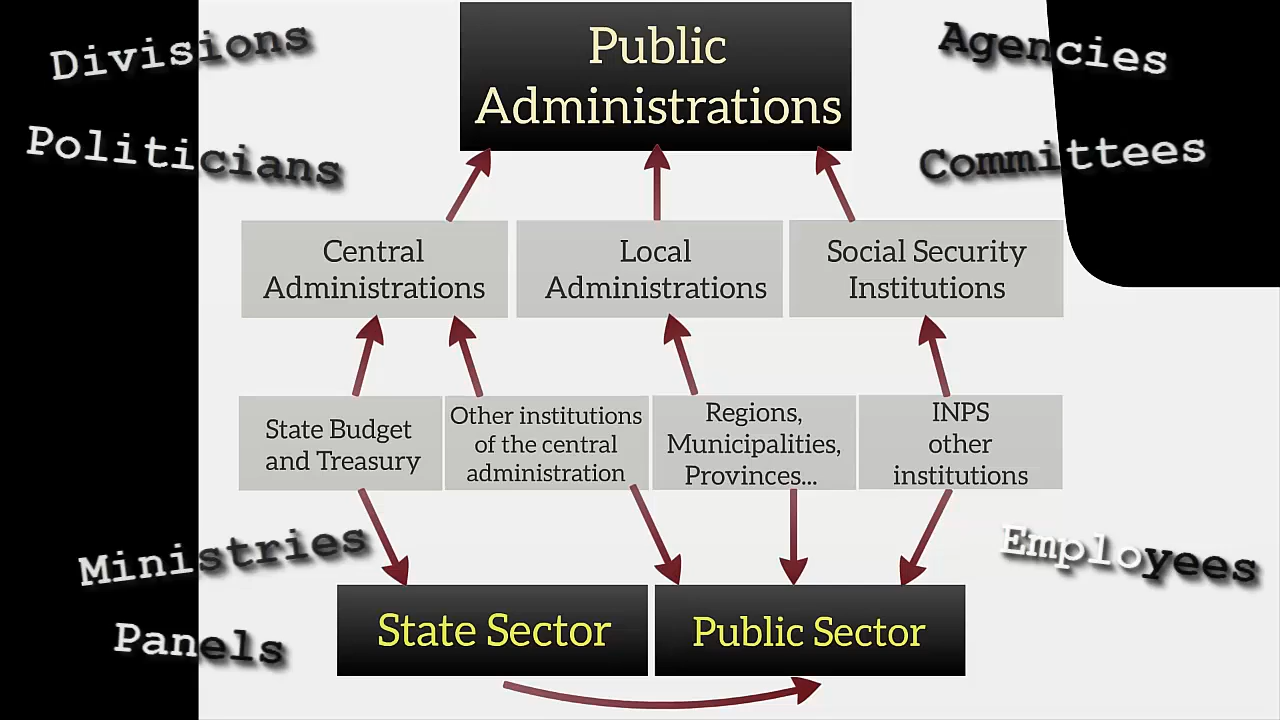 Divisions
Politicians
Public
Administrations
Agencies
Committees
Central
Administrations
Local
Administrations
Social Security
Institutions
State Budget
and Treasury
Other institutions
of the central
administration
Regions,
Municipalities,
Provinces...
INPS
other
institutions
Ministries
Panels
Employees
State Sector
Public Sector